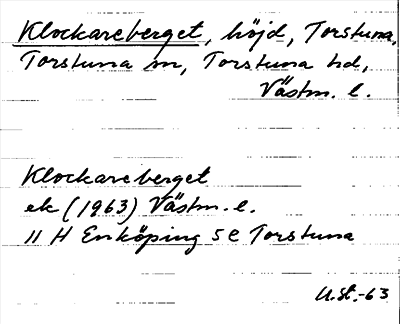 Klockareberget, höjd, Torstuna,
Torstuna sn, Torstuna hd,
Västm. l.
Klockareberget
ek (1963) Västm. l.
11 H Enköping 5 e Torstuna
U.St.-63